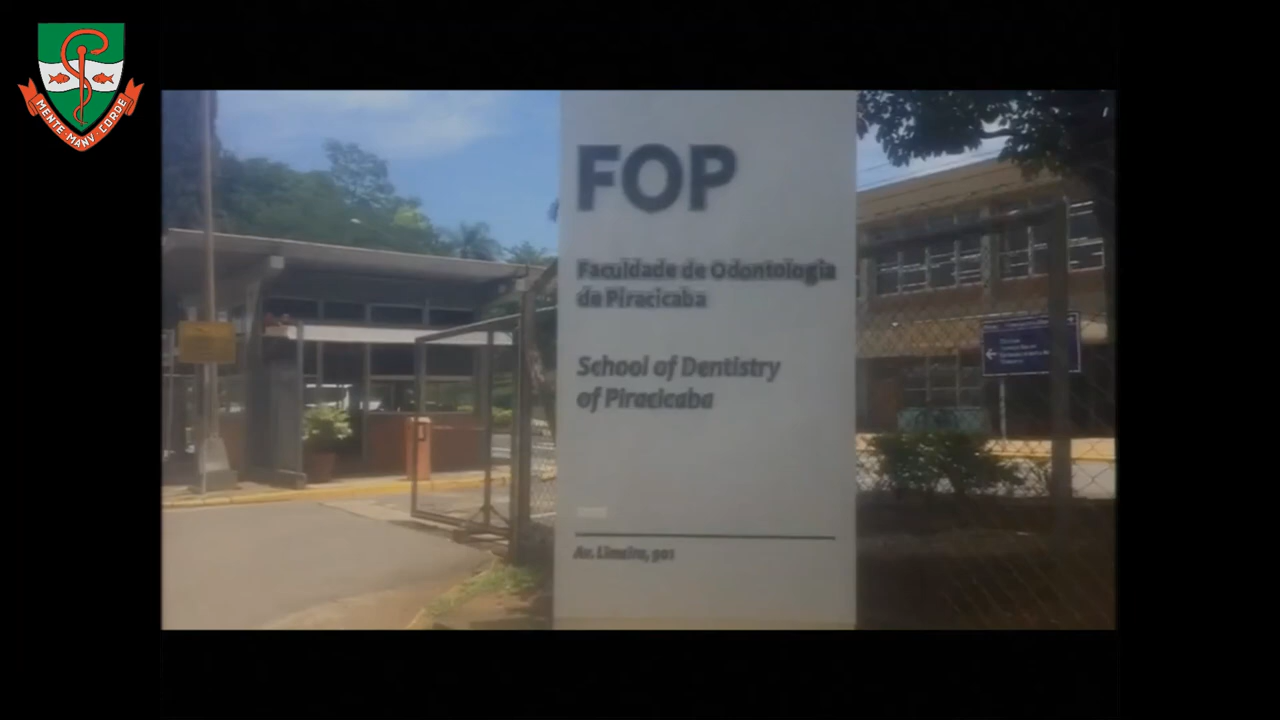 MENTE MANV CORDE
FOP
Faculdade de Odontologia
de Piracicaba
School of Dentistry
of Piracicaba
Av. Limeira, 901